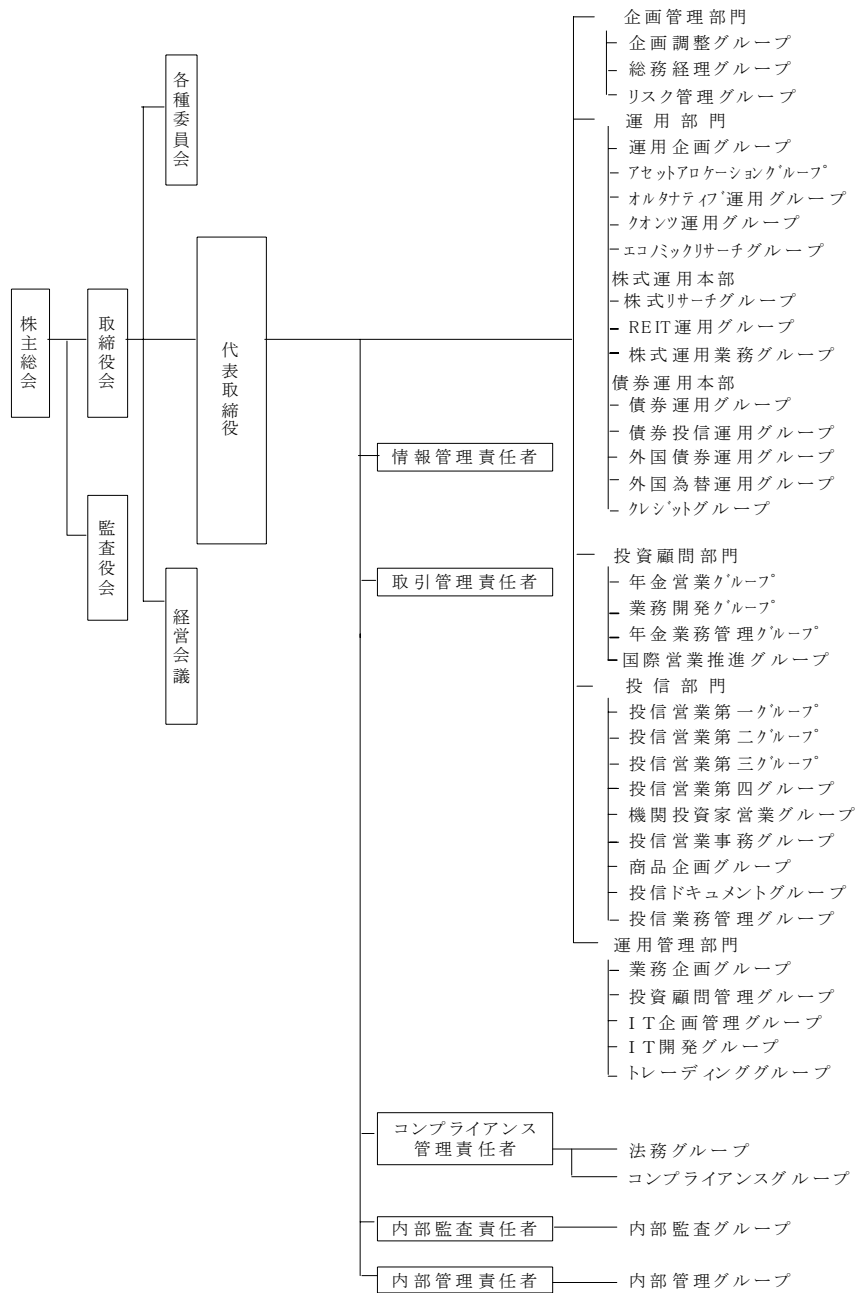 株主総会
取締役会
監査役会
各種委員会
代表取締役
経営会議
情報管理責任者
取引管理責任者
企画管理部門
企画調整グループ
総務経理グループ
リスク管理グループ
運用部門
運用企画グループ
アセットアロケーショングループ
オルタナティブ運用グループ
クオンツ運用グループ
エコノミックリサーチグループ
株式運用本部
株式リサーチグループ
REIT運用グループ
株式運用業務グループ
債券運用本部
債券運用グループ
債券投信運用グループ
外国債券運用グループ
外国為替運用グループ
クレジットグループ
投資顧問部門
年金営業グループ
業務開発グループ
年金業務管理グループ
国際営業推進グループ
投信部門
投信営業第一グループ
投信営業第二グループ
投信営業第三グループ
投信営業第四グループ
機関投資家営業グループ
投信営業事務グループ
商品企画グループ
投信ドキュメントグループ
投信業務管理グループ
運用管理部門
業務企画グループ
投資顧問管理グループ
IT企画管理グループ
IT開発グループ
トレーディンググループ
コンプライアンス
管理責任者
法務グループ
コンプライアンスグループ
内部監査責任者
内部監査グループ
内部管理責任者
内部管理グループ